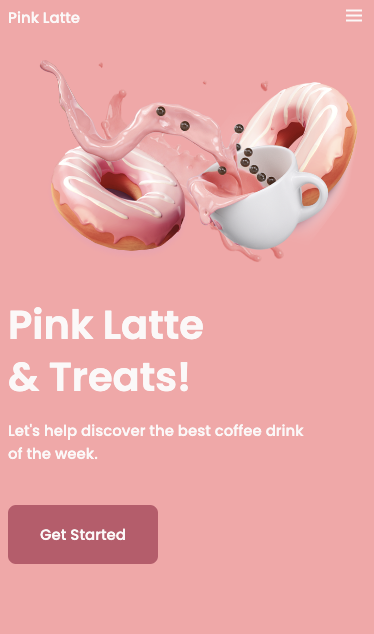 Pink Latte
Pink Latte
& Treats!
Let's help discover the best coffee drink
of the week.
Get Started